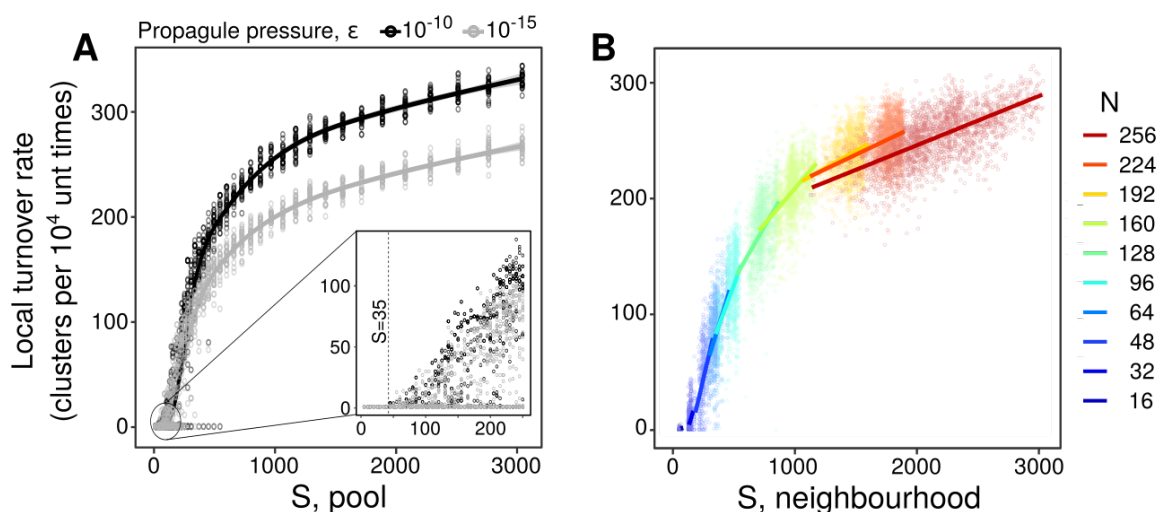 Propagule pressure, ε 10⁻¹⁰ 10⁻¹⁵
A
Local turnover rate
(clusters per 10⁴ unt times)
300
200
100
0
0 1000 2000 3000
S, pool
S=35
100
50
0
0 100 200
B
300
200
100
0
0 1000 2000 3000
S, neighbourhood
N
256
224
192
160
128
96
64
48
32
16